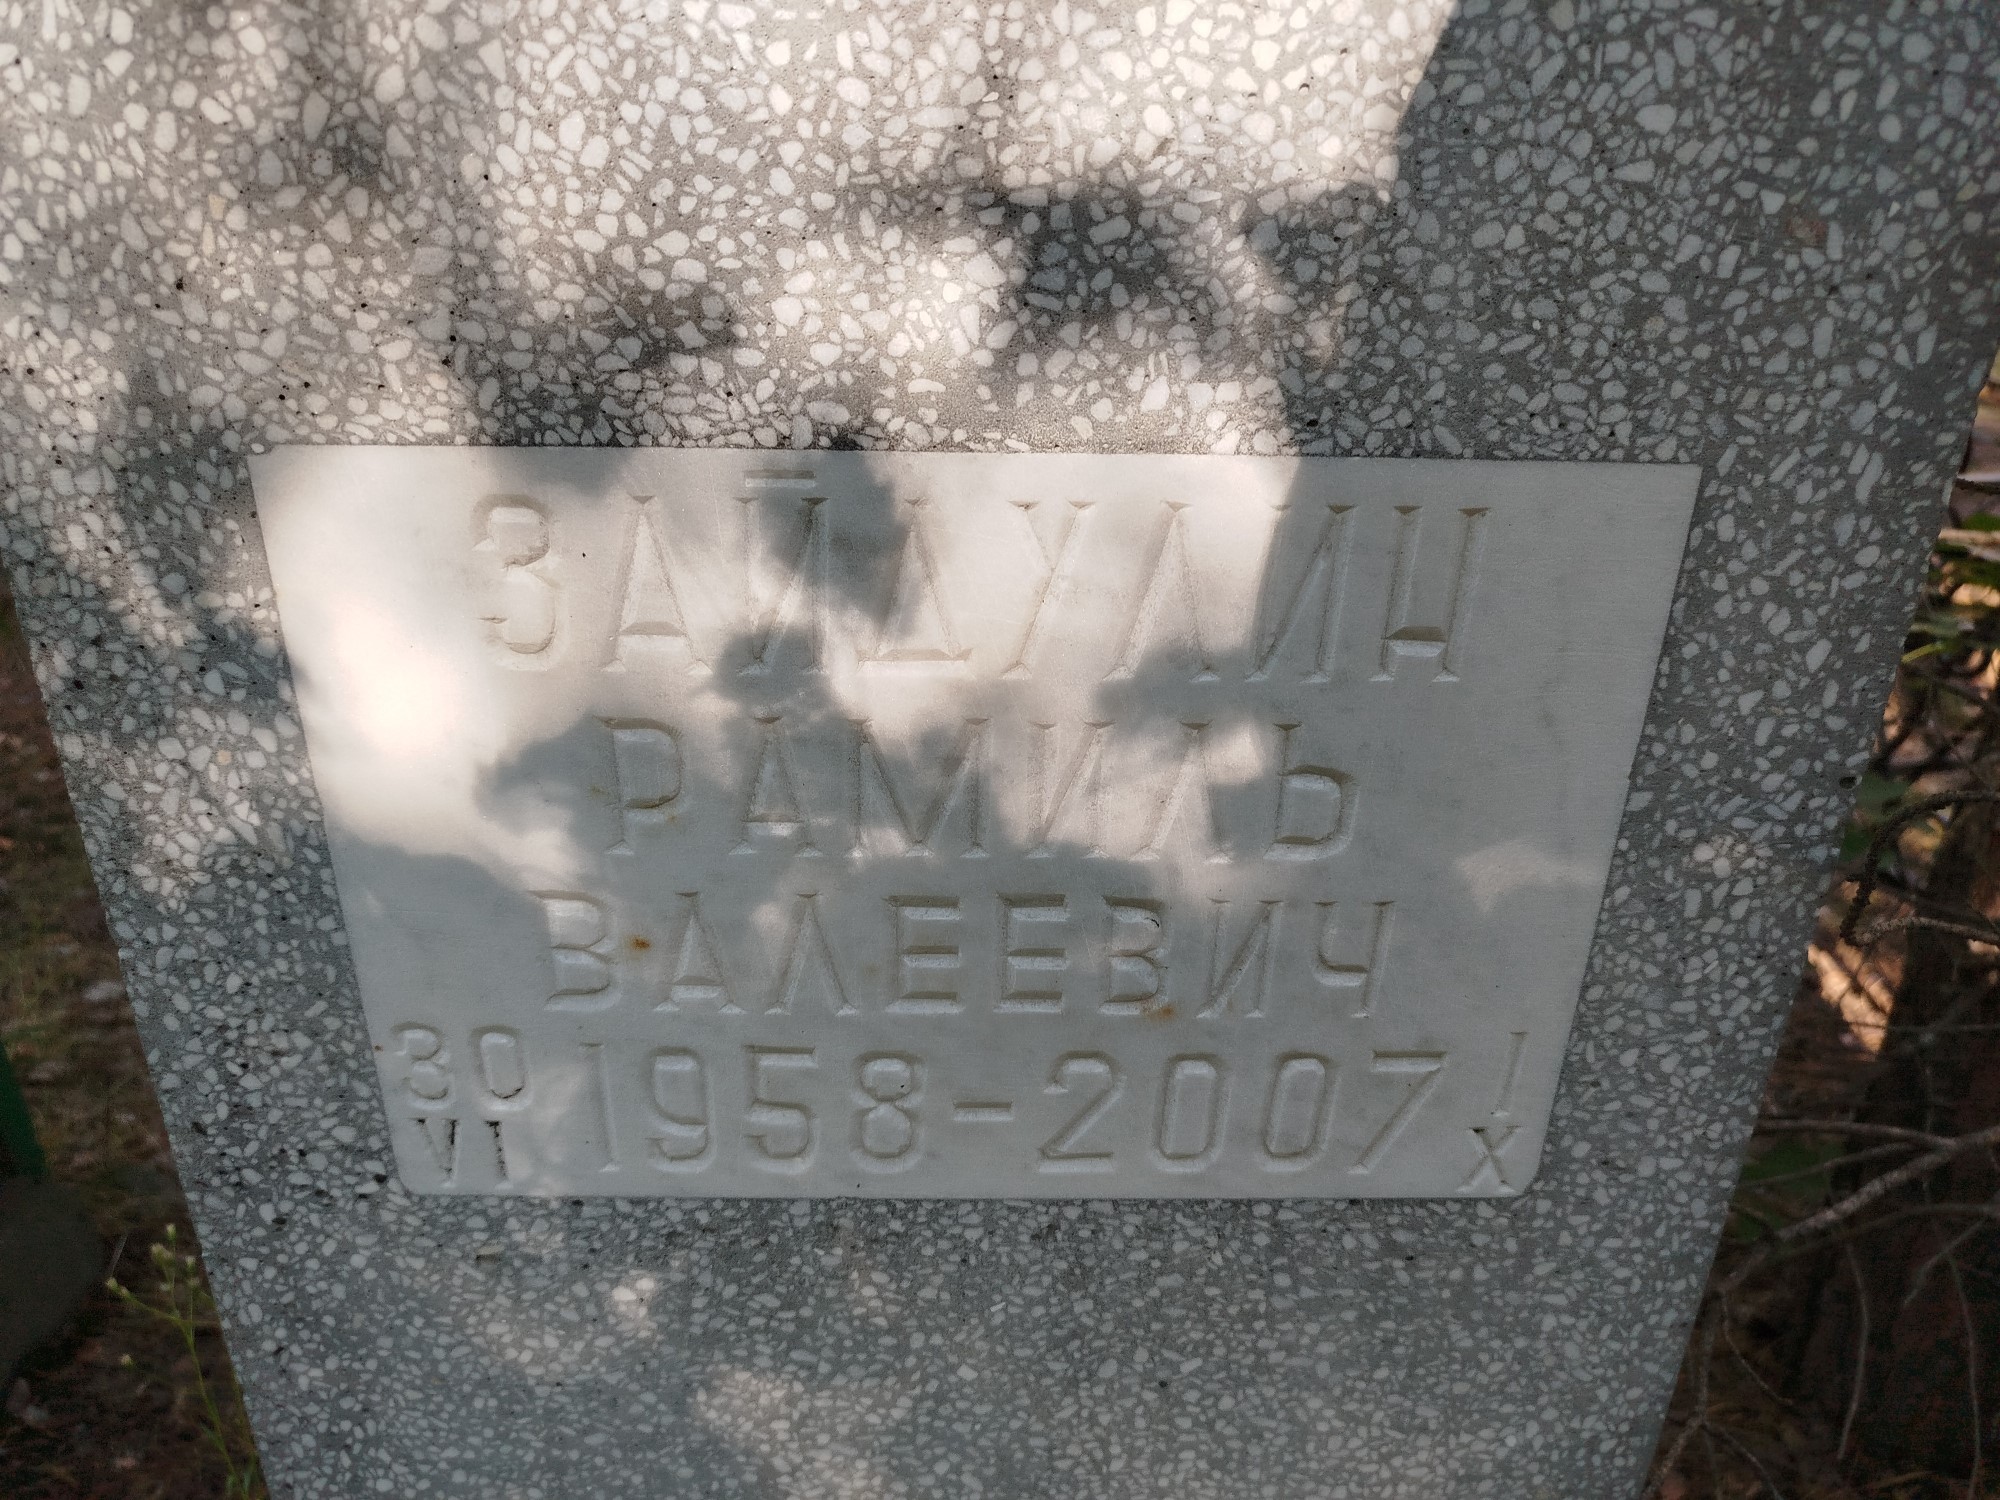 ЗАЙДУЛИН
РАМИЛЬ
ВАЛЕЕВИЧ
30 VI 1958-2007 1 X